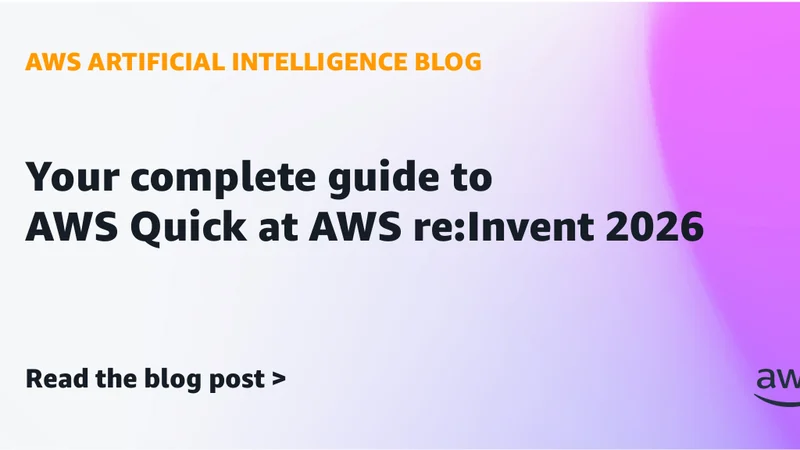 AWS ARTIFICIAL INTELLIGENCE BLOG
Your complete guide to
AWS Quick at AWS re:Invent 2026
Read the blog post >
aw